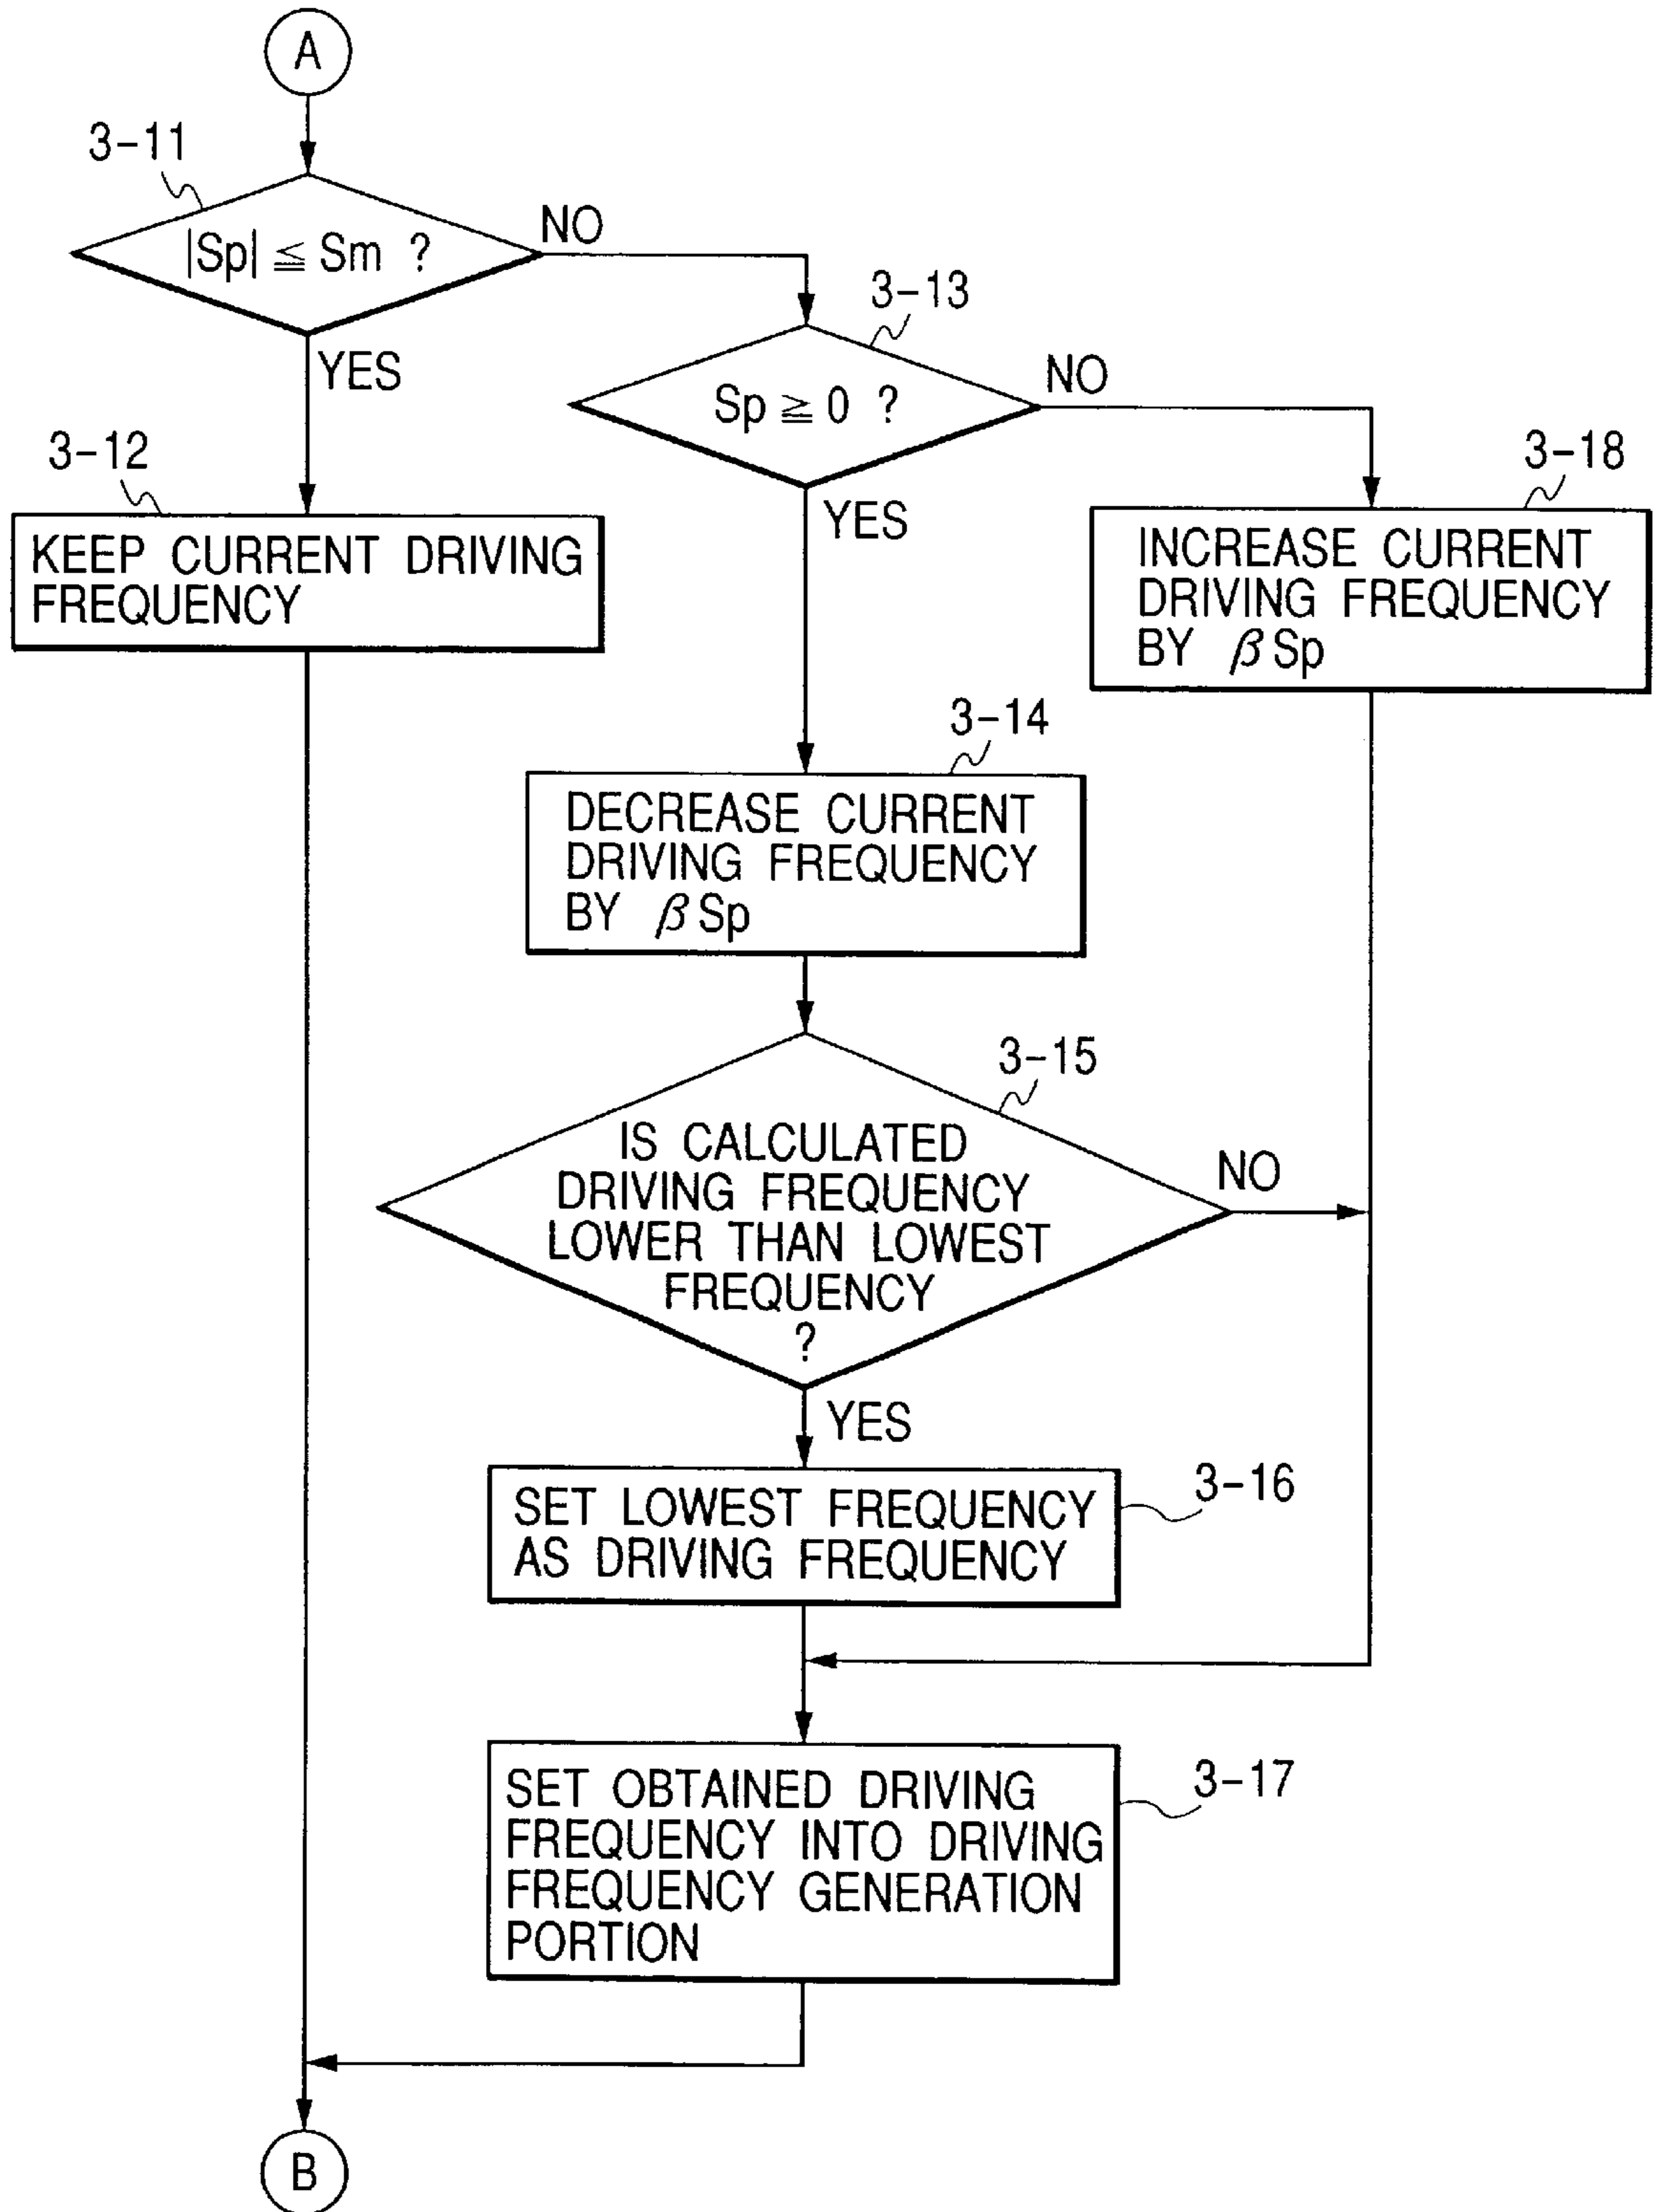 A
3-11
|Sp| ≦ Sm ?
NO
YES
3-13
Sp ≧ 0 ?
NO
YES
3-12
KEEP CURRENT DRIVING
FREQUENCY
3-18
INCREASE CURRENT
DRIVING FREQUENCY
BY βSp
3-14
DECREASE CURRENT
DRIVING FREQUENCY
BY βSp
3-15
IS CALCULATED
DRIVING FREQUENCY
LOWER THAN LOWEST
FREQUENCY
?
NO
YES
3-16
SET LOWEST FREQUENCY
AS DRIVING FREQUENCY
3-17
SET OBTAINED DRIVING
FREQUENCY INTO DRIVING
FREQUENCY GENERATION
PORTION
B